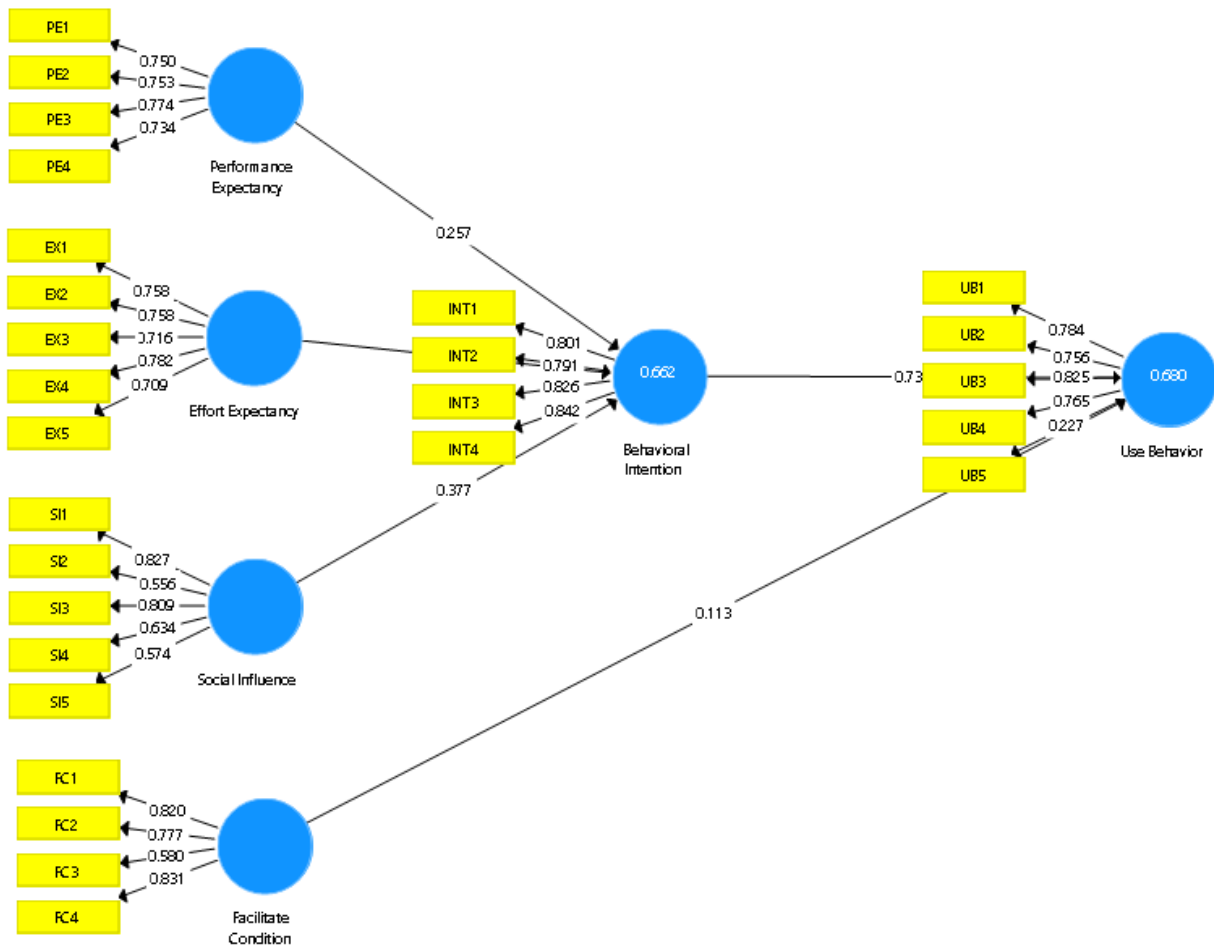 PE1
0.750
PE2
0.753
PE3
0.774
0.734
PE4
Performance
Expectancy
0.257
EX1
0.758
EX2
0.758
EX3
0.716
EX4
0.782
0.709
EX5
Effort Expectancy
INT1
0.801
INT2
0.791
INT3
0.826
0.842
INT4
0.662
Behavioral
Intention
0.73
UB1
0.784
UB2
0.756
UB3
0.825
UB4
0.765
0.227
UB5
0.680
Use Behavior
0.377
SI1
0.827
SI2
0.556
SI3
0.809
SI4
0.634
0.574
SI5
Social Influence
0.113
FC1
0.820
FC2
0.777
0.580
FC3
0.831
FC4
Facilitate
Condition